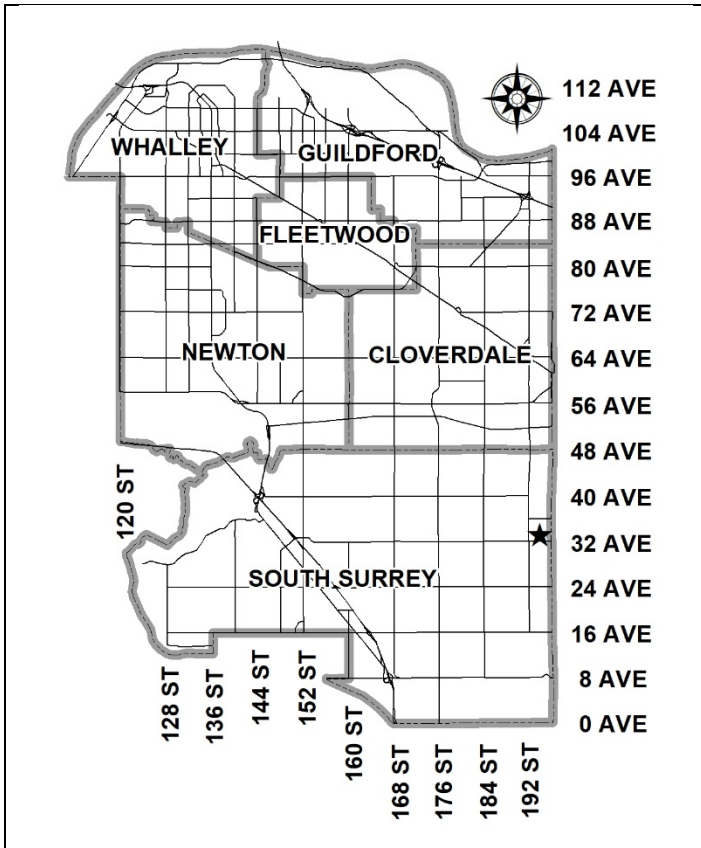 112 AVE
104 AVE
WHALLEY
GUILDFORD
96 AVE
88 AVE
FLEETWOOD
80 AVE
72 AVE
NEWTON
CLOVERDALE
64 AVE
56 AVE
48 AVE
120 ST
40 AVE
32 AVE
SOUTH SURREY
24 AVE
16 AVE
8 AVE
0 AVE
128 ST
136 ST
144 ST
152 ST
160 ST
168 ST
176 ST
184 ST
192 ST